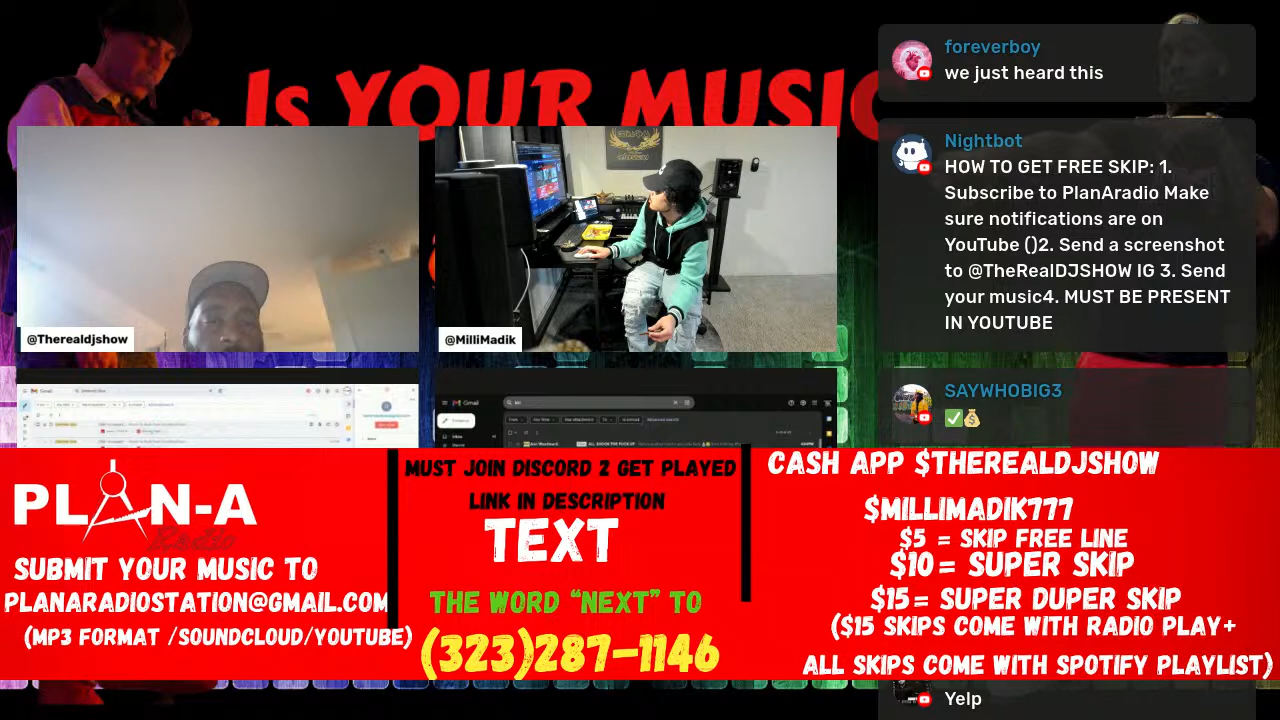 Is YOUR MUSIC
foreverboy
we just heard this
Nightbot
HOW TO GET FREE SKIP: 1.
Subscribe to PlanAradio Make
sure notifications are on
YouTube ()2. Send a screenshot
to @TheRealDJSHOW IG 3. Send
your music4. MUST BE PRESENT
IN YOUTUBE
@Therealdjshow
@MilliMadik
SAYWHOBIG3
✅💰
Gmail
Gmail
PLAN-A
Radio
SUBMIT YOUR MUSIC TO
PLANARADIOSTATION@GMAIL.COM
(MP3 FORMAT /SOUNDCLOUD/YOUTUBE)
MUST JOIN DISCORD 2 GET PLAYED
LINK IN DESCRIPTION
TEXT
THE WORD “NEXT” TO
(323)287-1146
CASH APP $THEREALDJSHOW
$MILLIMADIK777
$5 = SKIP FREE LINE
$10 = SUPER SKIP
$15 = SUPER DUPER SKIP
($15 SKIPS COME WITH RADIO PLAY+
ALL SKIPS COME WITH SPOTIFY PLAYLIST)
Yelp